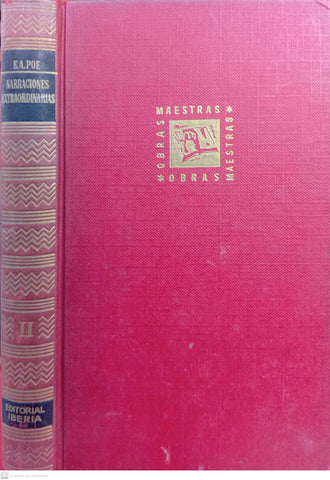 E.A.POE
NARRACIONES
EXTRAORDINARIAS
II
EDITORIAL
IBERIA
MAESTRAS*
OBRAS
MAESTRAS
*OBRAS